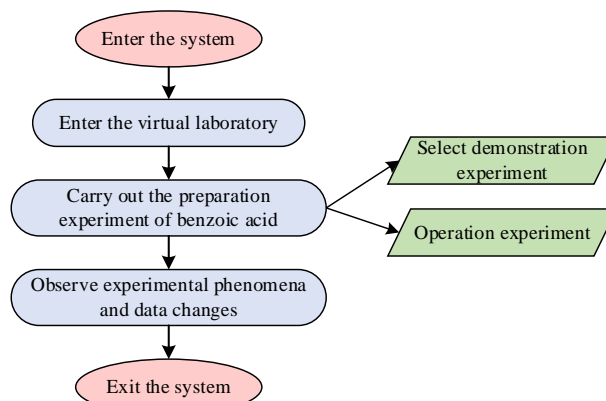 Enter the system
Enter the virtual laboratory
Select demonstration
experiment
Carry out the preparation
experiment of benzoic acid
Operation experiment
Observe experimental phenomena
and data changes
Exit the system